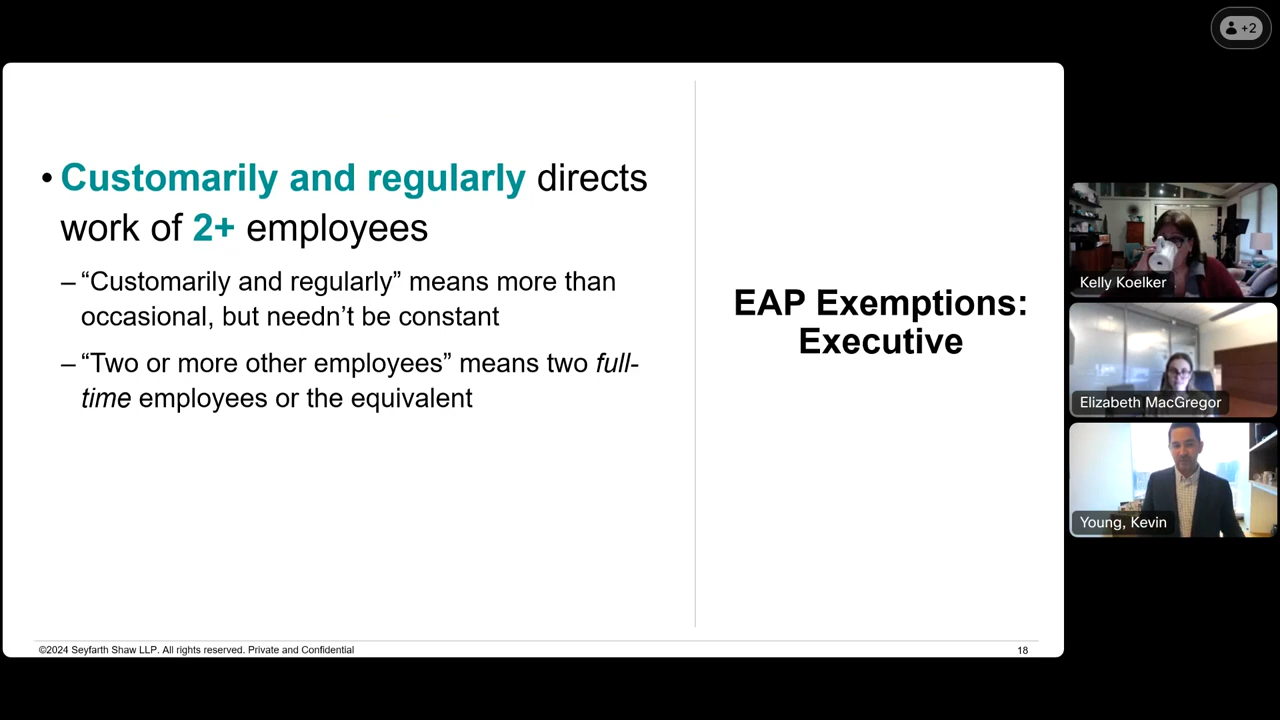 +2
• Customarily and regularly directs
work of 2+ employees
– “Customarily and regularly” means more than
occasional, but needn’t be constant
– “Two or more other employees” means two full-
time employees or the equivalent
EAP Exemptions:
Executive
©2024 Seyfarth Shaw LLP. All rights reserved. Private and Confidential
18
Kelly Koelker
Elizabeth MacGregor
Young, Kevin